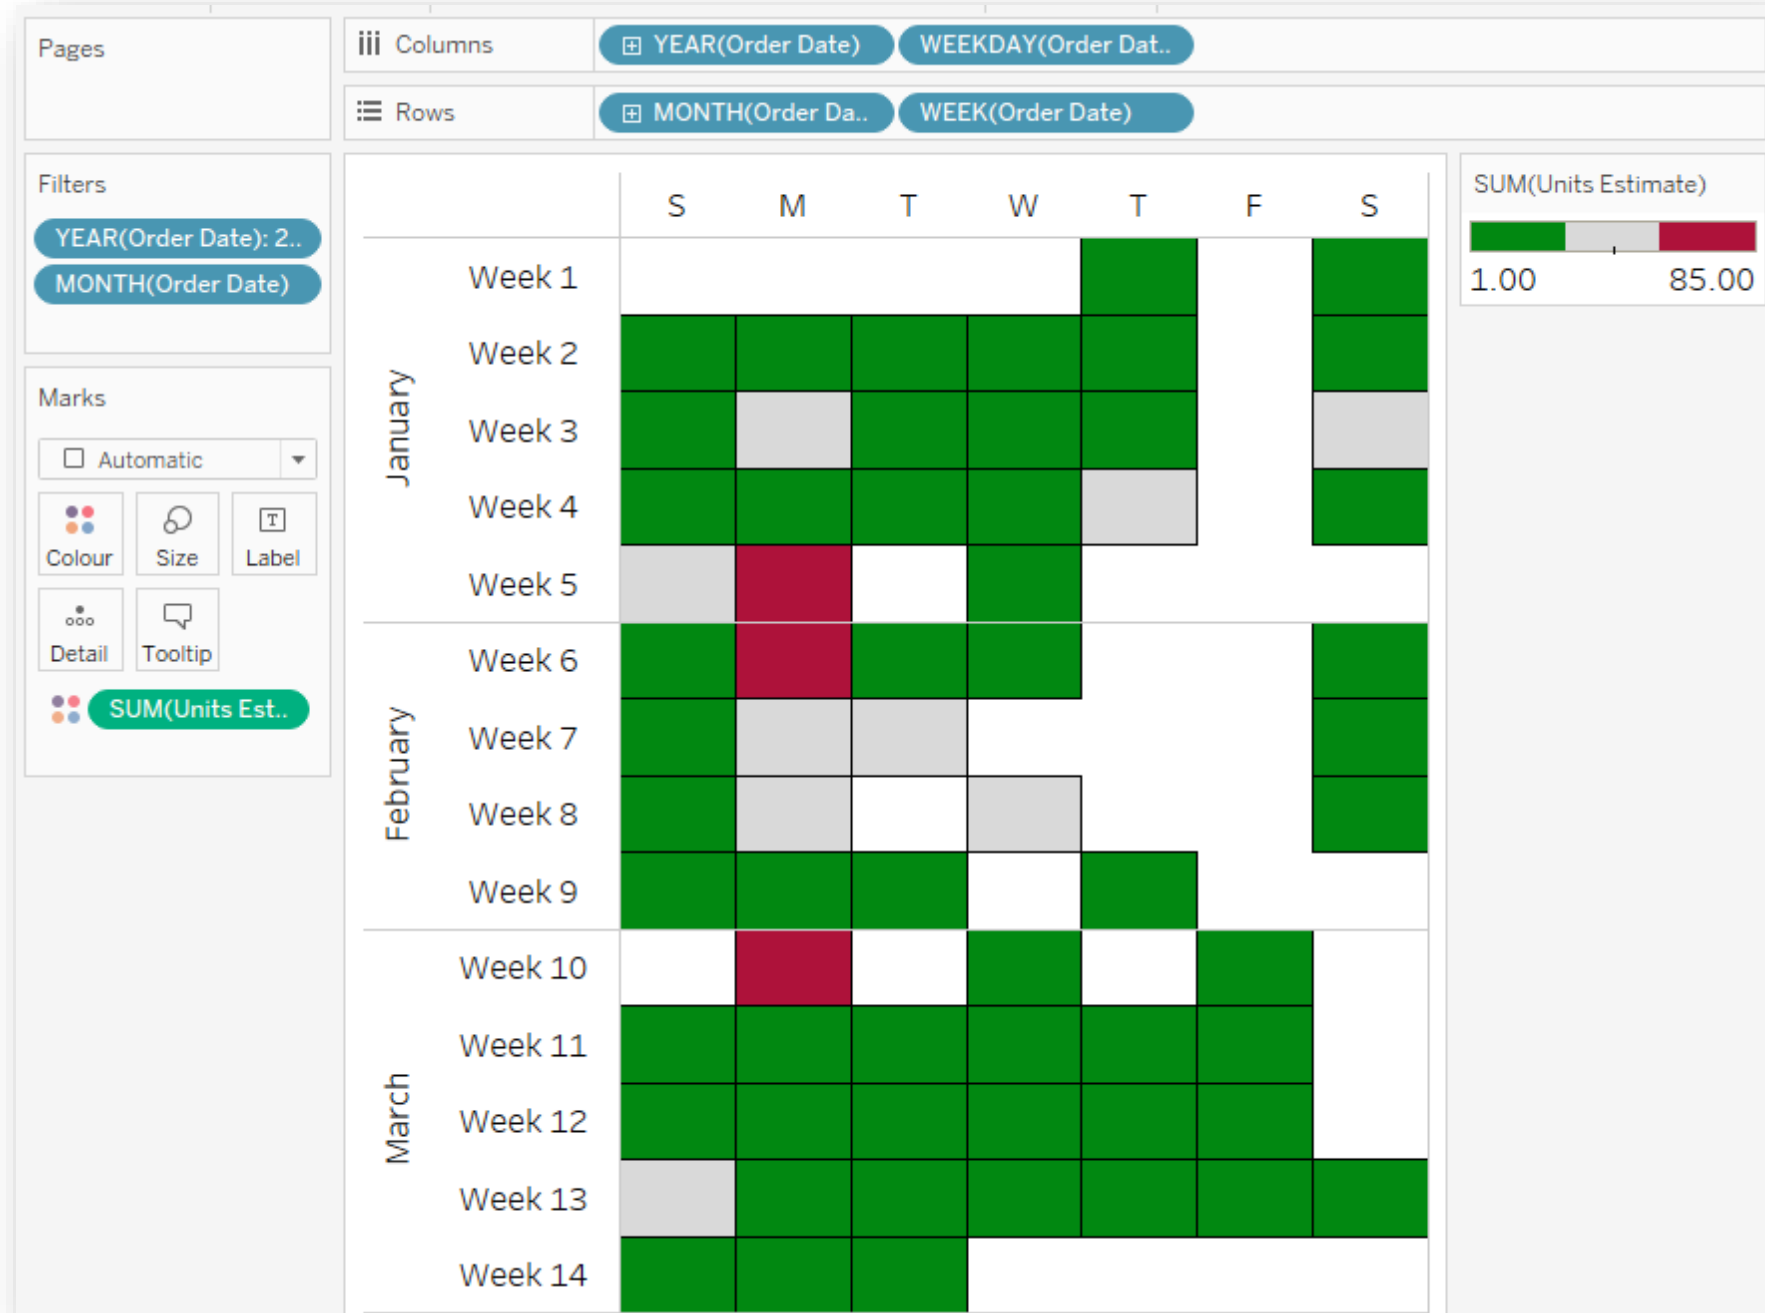 Pages
Columns
YEAR(Order Date)
WEEKDAY(Order Dat..
Rows
MONTH(Order Da..
WEEK(Order Date)
Filters
YEAR(Order Date): 2..
MONTH(Order Date)
Marks
Automatic
Colour
Size
T
Label
Detail
Tooltip
SUM(Units Est..
S M T W T F S
January
Week 1
Week 2
Week 3
Week 4
Week 5
February
Week 6
Week 7
Week 8
Week 9
March
Week 10
Week 11
Week 12
Week 13
Week 14
SUM(Units Estimate)
1.00 85.00